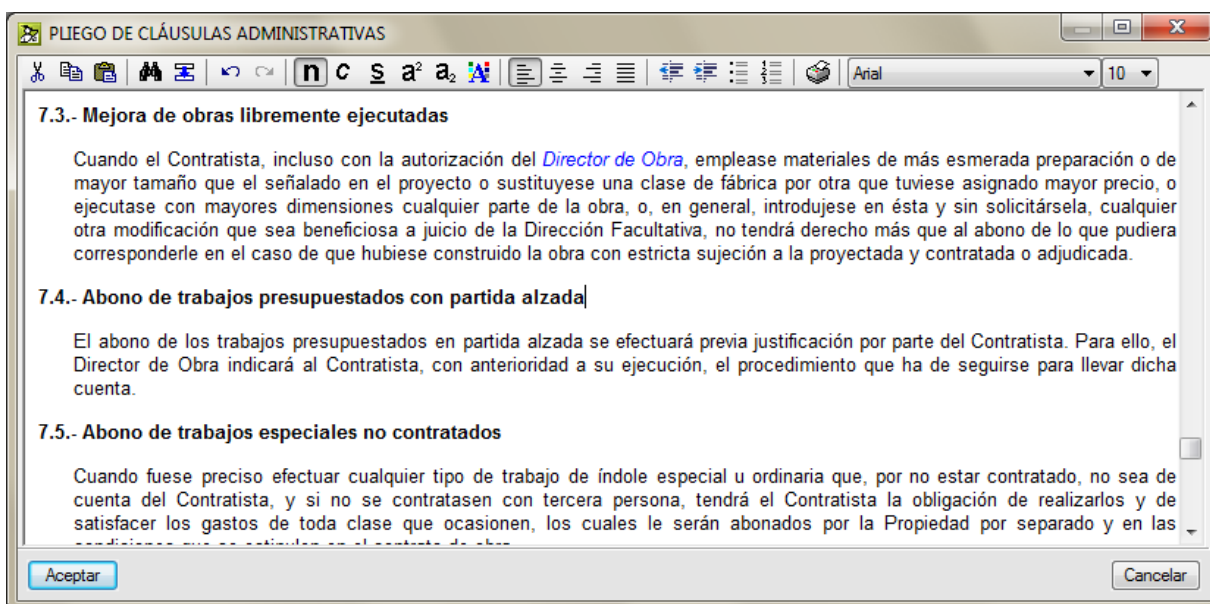 PLIEGO DE CLÁUSULAS ADMINISTRATIVAS
n c s a² a₂ A Arial 10
7.3.- Mejora de obras libremente ejecutadas
Cuando el Contratista, incluso con la autorización del Director de Obra, emplease materiales de más esmerada preparación o de
mayor tamaño que el señalado en el proyecto o sustituyese una clase de fábrica por otra que tuviese asignado mayor precio, o
ejecutase con mayores dimensiones cualquier parte de la obra, o, en general, introdujese en ésta y sin solicitársela, cualquier
otra modificación que sea beneficiosa a juicio de la Dirección Facultativa, no tendrá derecho más que al abono de lo que pudiera
corresponderle en el caso de que hubiese construido la obra con estricta sujeción a la proyectada y contratada o adjudicada.
7.4.- Abono de trabajos presupuestados con partida alzada
El abono de los trabajos presupuestados en partida alzada se efectuará previa justificación por parte del Contratista. Para ello, el
Director de Obra indicará al Contratista, con anterioridad a su ejecución, el procedimiento que ha de seguirse para llevar dicha
cuenta.
7.5.- Abono de trabajos especiales no contratados
Cuando fuese preciso efectuar cualquier tipo de trabajo de índole especial u ordinaria que, por no estar contratado, no sea de
cuenta del Contratista, y si no se contratasen con tercera persona, tendrá el Contratista la obligación de realizarlos y de
satisfacer los gastos de toda clase que ocasionen, los cuales le serán abonados por la Propiedad por separado y en las
Aceptar Cancelar